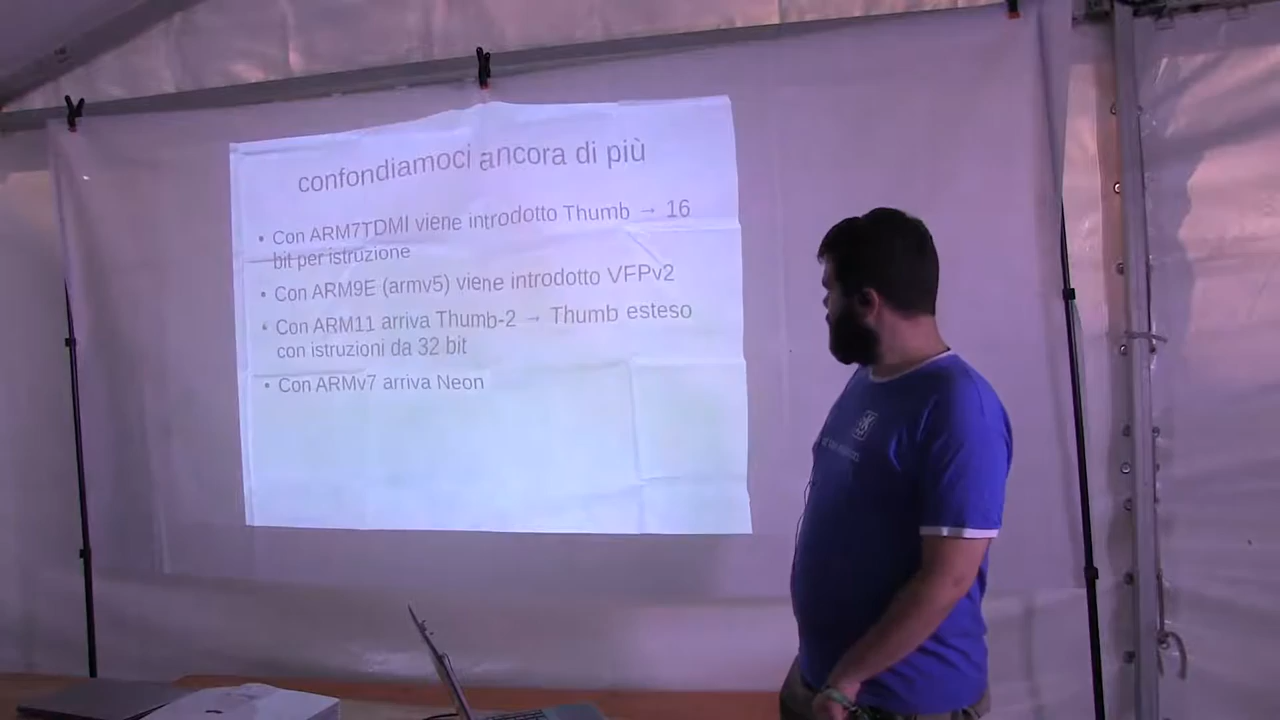 confondiamoci ancora di più
• Con ARM7TDMI viene introdotto Thumb → 16
bit per istruzione
• Con ARM9E (armv5) viene introdotto VFPv2
• Con ARM11 arriva Thumb-2 → Thumb esteso
con istruzioni da 32 bit
• Con ARMv7 arriva Neon